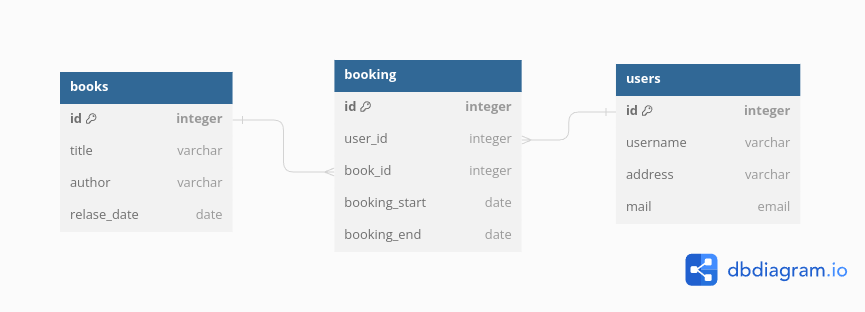 books
id integer
title varchar
author varchar
relase_date date
booking
id integer
user_id integer
book_id integer
booking_start date
booking_end date
users
id integer
username varchar
address varchar
mail email
dbdiagram.io